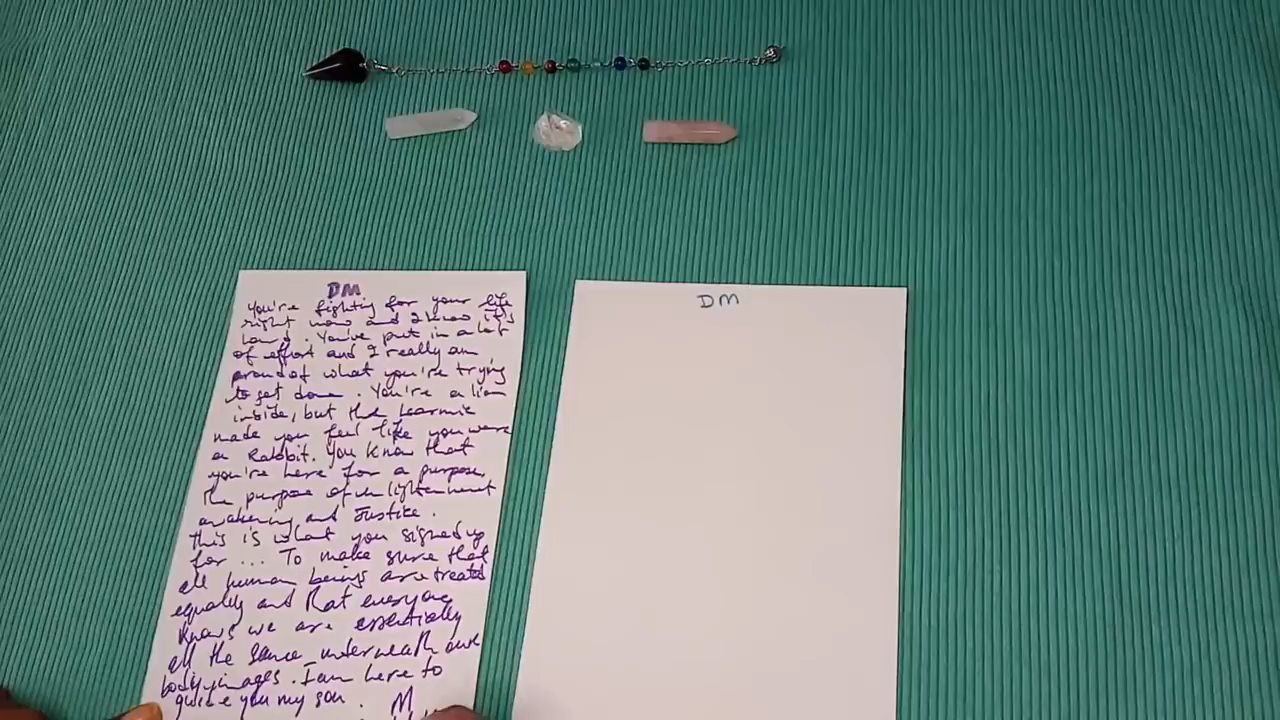 DM
You're fighting for your life
right now and I know it's
hard. You've put in a lot
of effort and I really am
proud of what you're trying
to get done. You're a lion
inside, but the karmic
made you feel like you were
a Rabbit. You know that
you're here for a purpose,
the purpose of enlightenment
awakening and Justice.
This is what you signed up
for... To make sure that
all human beings are treated
equally and that everyone
knows we are essentially
all the same underneath our
body images. I am here to
guide you my son. M
DM